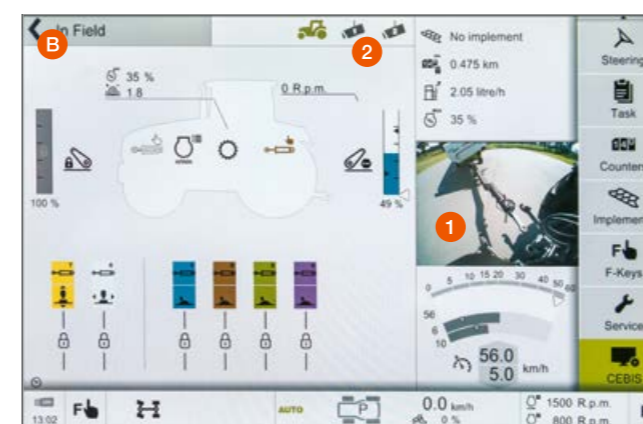 B
In Field
2
No implement
0.475 km
2.05 litre/h
35 %
35 %
1.8
0 R.p.m.
100 %
49 %
1
0 5 10 15 20 30 40 50 60
56
6
10
56.0
5.0 km/h
Steering
Task
Counters
Implement
F-Keys
Service
CEBIS
13:02
F
AUTO
P
0.0 km/h
0 %
1500 R.p.m.
800 R.p.m.